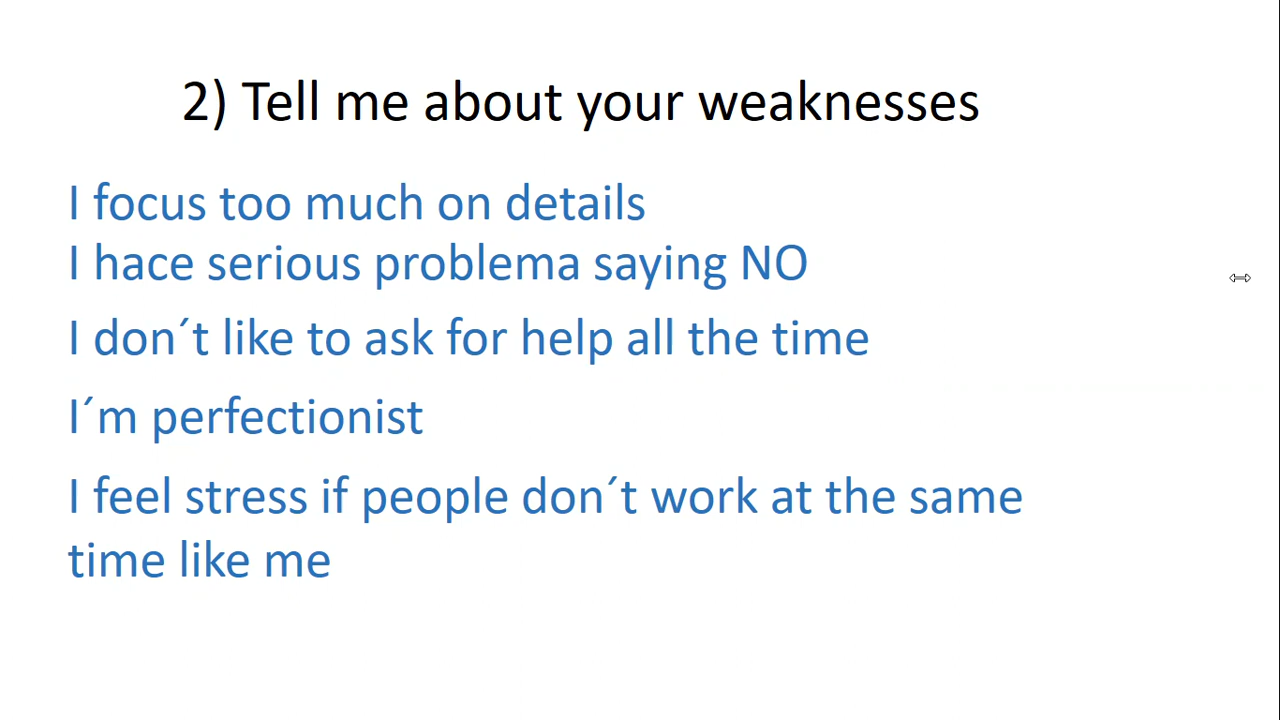 2) Tell me about your weaknesses
I focus too much on details
I hace serious problema saying NO
I don´t like to ask for help all the time
I´m perfectionist
I feel stress if people don´t work at the same
time like me